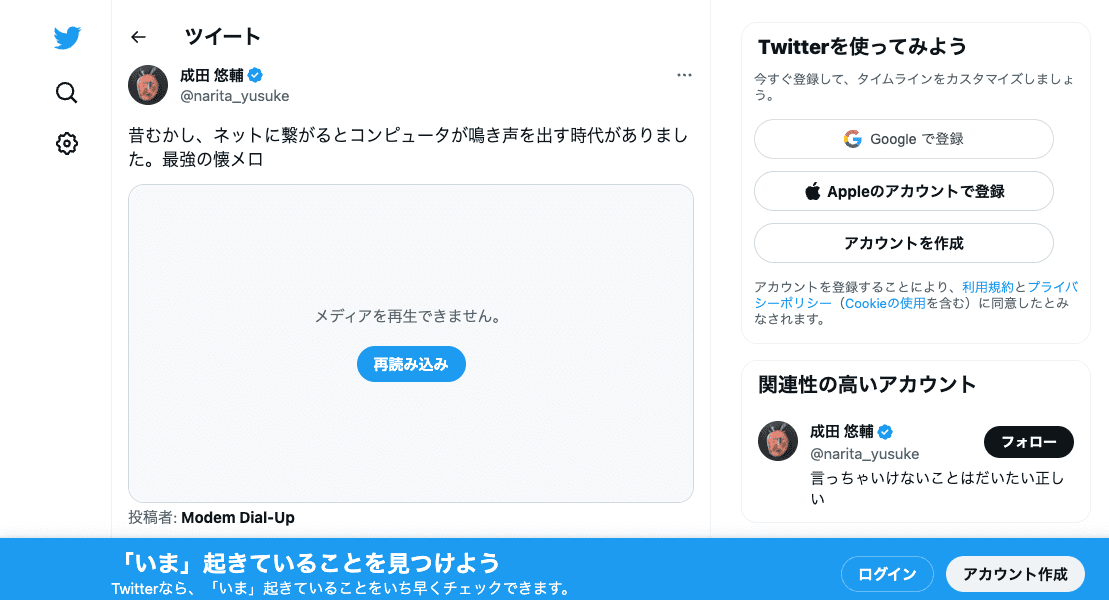 ツイート
成田 悠輔
@narita_yusuke
昔むかし、ネットに繋がるとコンピュータが鳴き声を出す時代がありまし
た。最強の懐メロ
メディアを再生できません。
再読み込み
投稿者: Modem Dial-Up
Twitterを使ってみよう
今すぐ登録して、タイムラインをカスタマイズしましょ
う。
Google で登録
Appleのアカウントで登録
アカウントを作成
アカウントを登録することにより、利用規約とプライバ
シーポリシー（Cookieの使用を含む）に同意したとみ
なされます。
関連性の高いアカウント
成田 悠輔
@narita_yusuke
フォロー
言っちゃいけないことはだいたい正し
い
「いま」起きていることを見つけよう
Twitterなら、「いま」起きていることをいち早くチェックできます。
ログイン
アカウント作成